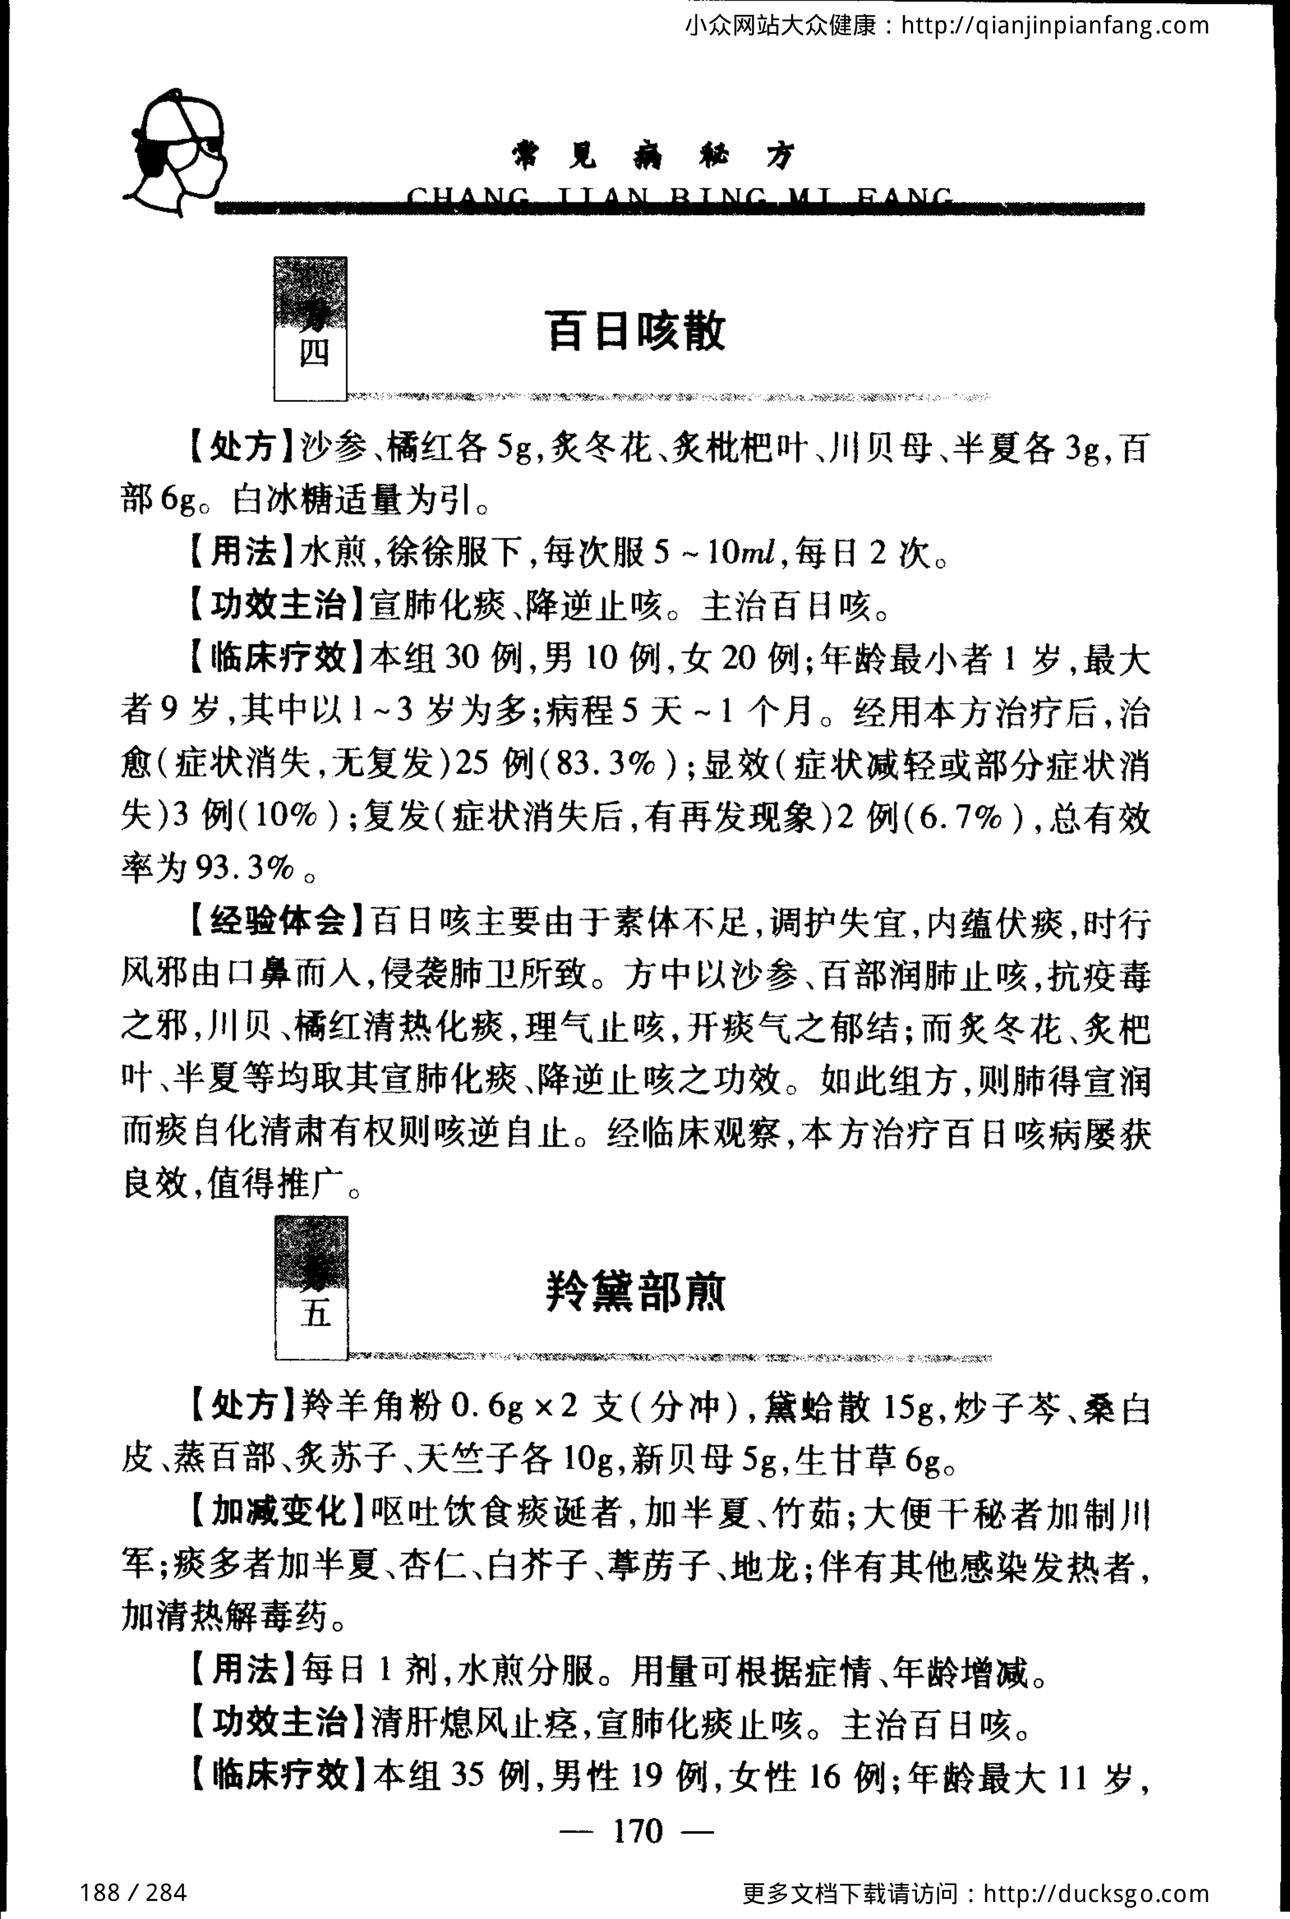 小众网站大众健康：http://qianjinpianfang.com
常见病秘方
CHANG JIAN BING MI FANG
方四
百日咳散
【处方】沙参、橘红各5g,炙冬花、炙枇杷叶、川贝母、半夏各3g,百
部6g。白冰糖适量为引。
【用法】水煎,徐徐服下,每次服5~10ml,每日2次。
【功效主治】宣肺化痰、降逆止咳。主治百日咳。
【临床疗效】本组30例,男10例,女20例;年龄最小者1岁,最大
者9岁,其中以1~3岁为多;病程5天~1个月。经用本方治疗后,治
愈(症状消失,无复发)25例(83.3%);显效(症状减轻或部分症状消
失)3例(10%);复发(症状消失后,有再发现象)2例(6.7%),总有效
率为93.3%。
【经验体会】百日咳主要由于素体不足,调护失宜,内蕴伏痰,时行
风邪由口鼻而入,侵袭肺卫所致。方中以沙参、百部润肺止咳,抗疫毒
之邪,川贝、橘红清热化痰,理气止咳,开痰气之郁结;而炙冬花、炙杷
叶、半夏等均取其宣肺化痰、降逆止咳之功效。如此组方,则肺得宣润
而痰自化清肃有权则咳逆自止。经临床观察,本方治疗百日咳病屡获
良效,值得推广。
方五
羚黛部煎
【处方】羚羊角粉0.6g×2支(分冲),黛蛤散15g,炒子芩、桑白
皮、蒸百部、炙苏子、天竺子各10g,新贝母5g,生甘草6g。
【加减变化】呕吐饮食痰诞者,加半夏、竹茹;大便干秘者加制川
军;痰多者加半夏、杏仁、白芥子、葶苈子、地龙;伴有其他感染发热者,
加清热解毒药。
【用法】每日1剂,水煎分服。用量可根据症情、年龄增减。
【功效主治】清肝熄风止痉,宣肺化痰止咳。主治百日咳。
【临床疗效】本组35例,男性19例,女性16例;年龄最大11岁,
— 170 —
188 / 284
更多文档下载请访问：http://ducksgo.com